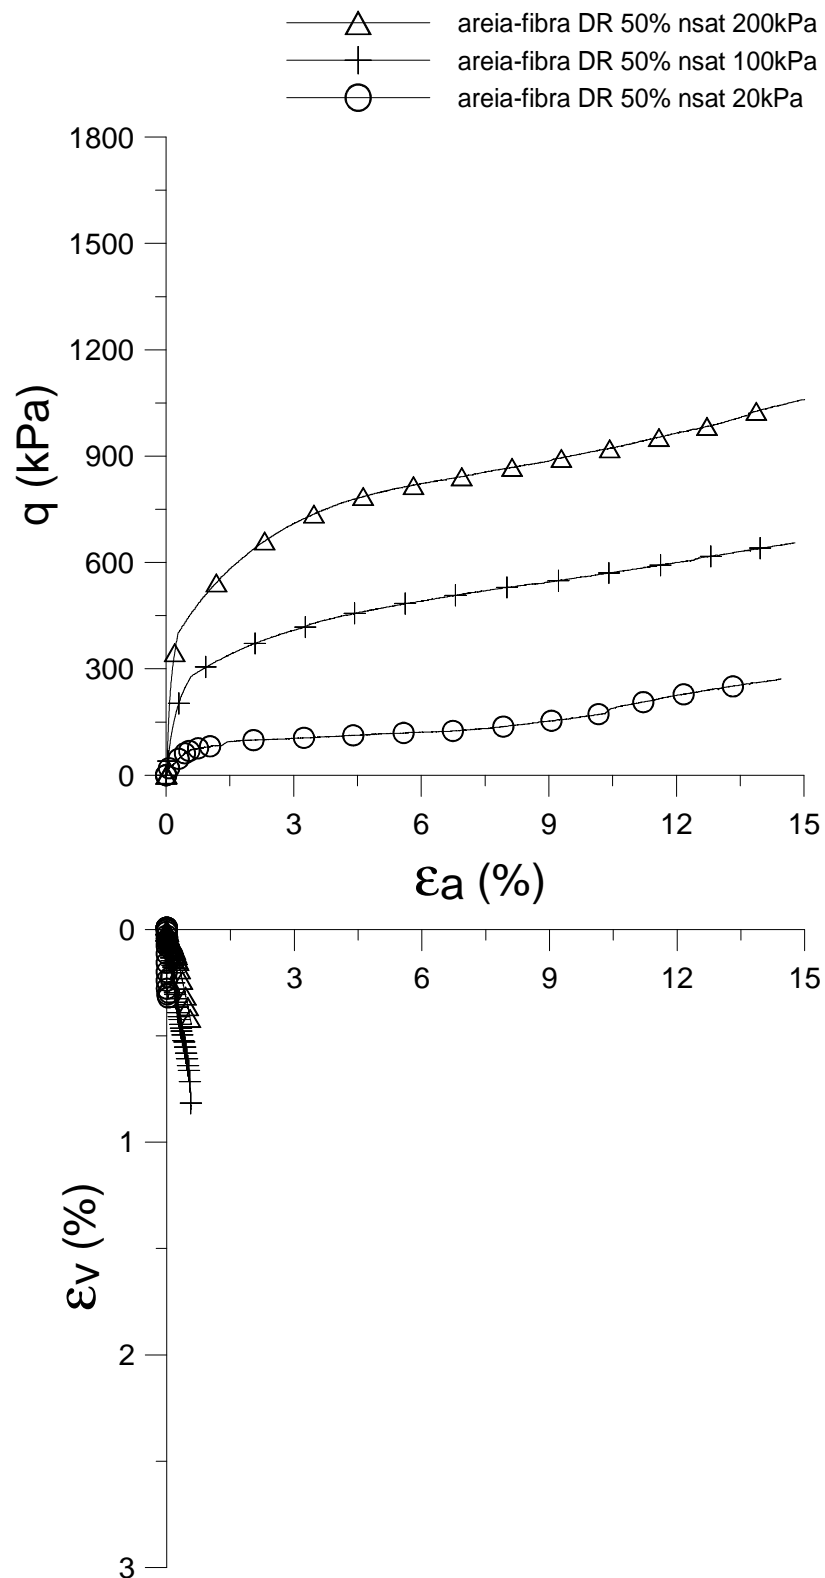 areia-fibra DR 50% nsat 200kPa
areia-fibra DR 50% nsat 100kPa
areia-fibra DR 50% nsat 20kPa
1800
1500
1200
900
600
300
0
q (kPa)
0 3 6 9 12 15
εa (%)
0
3 6 9 12 15
1
2
3
εv (%)